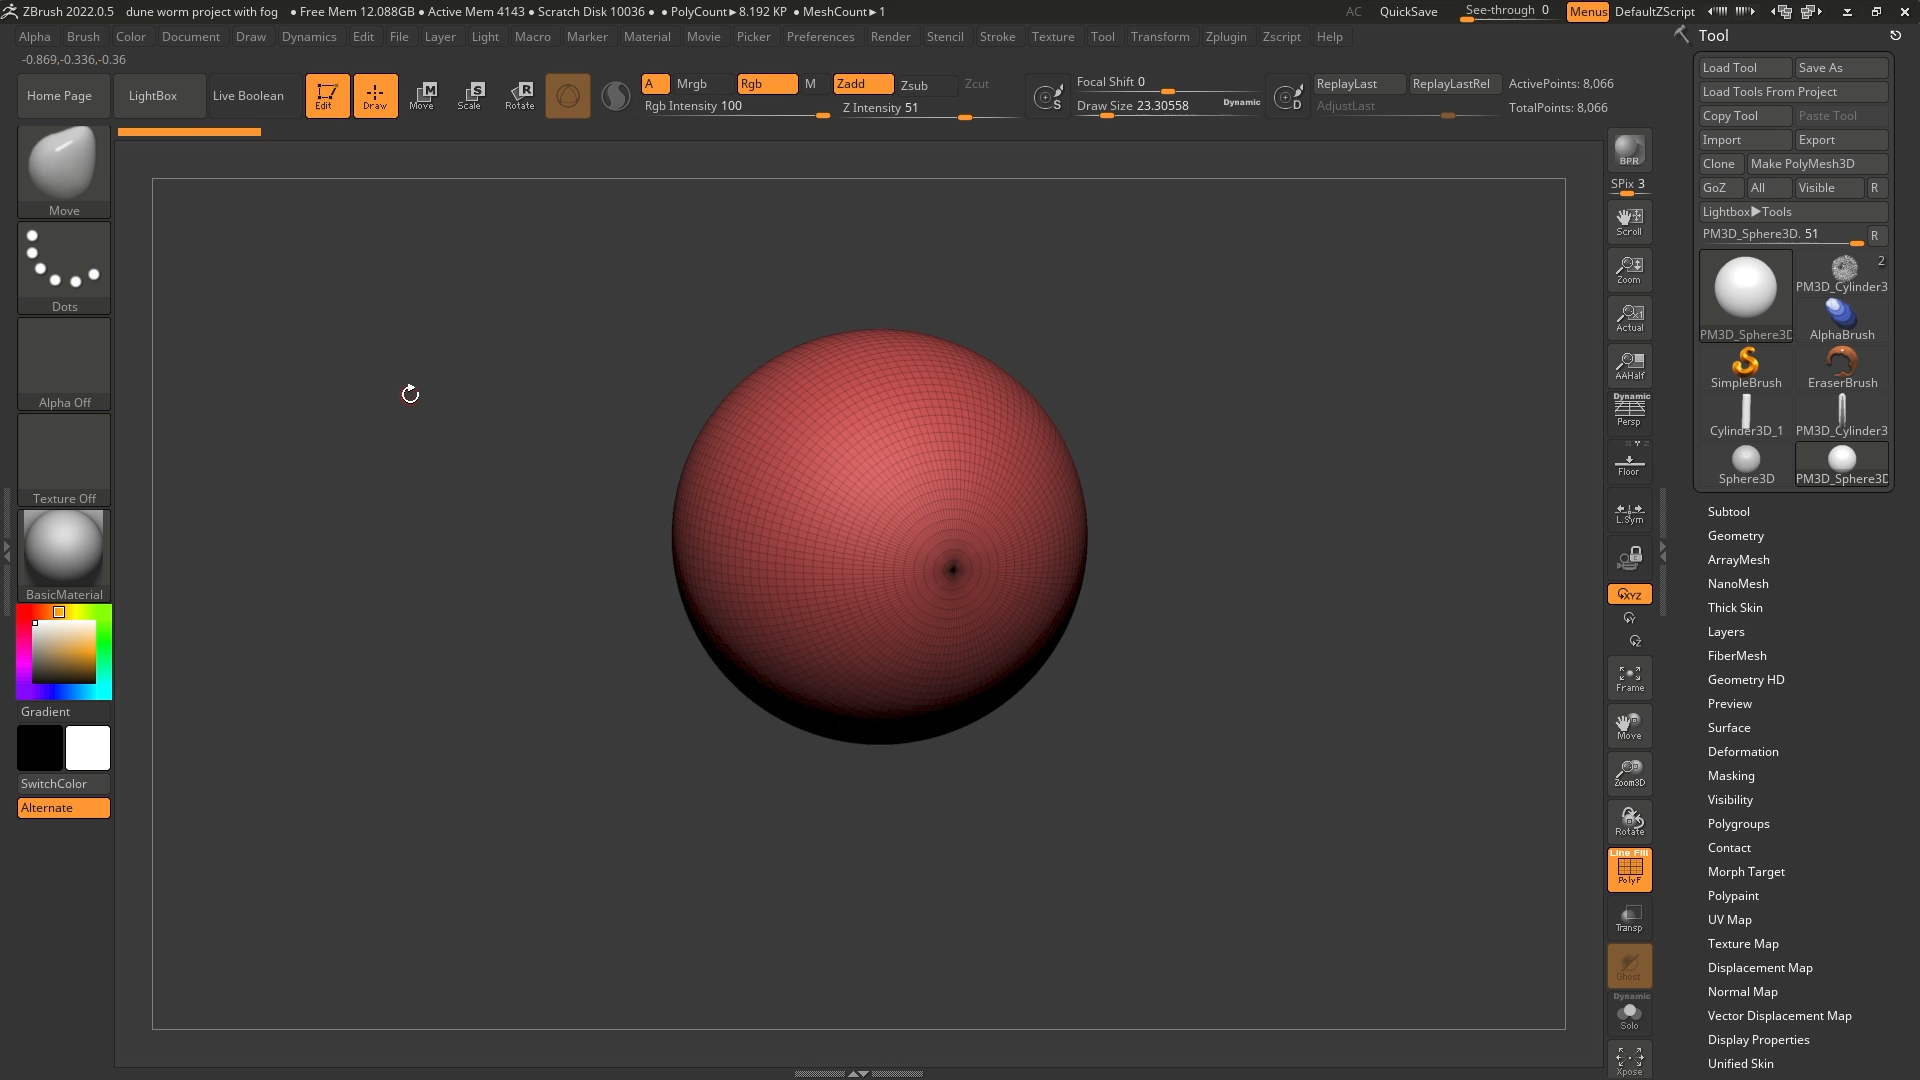 ZBrush 2022.0.5 dune worm project with fog ● Free Mem 12.088GB ● Active Mem 4143 ● Scratch Disk 10036 ● ● PolyCount▸8.192 KP ● MeshCount▸1 AC QuickSave See-through 0 Menus DefaultZScript
Alpha Brush Color Document Draw Dynamics Edit File Layer Light Macro Marker Material Movie Picker Preferences Render Stencil Stroke Texture Tool Transform Zplugin Zscript Help
-0.869,-0.336,-0.36
Home Page LightBox Live Boolean Edit Draw Move Scale Rotate
A Mrgb Rgb M Zadd Zsub Zcut
Rgb Intensity 100 Z Intensity 51
S
Focal Shift 0
Draw Size 23.30558 Dynamic
D
ReplayLast ReplayLastRel ActivePoints: 8,066
AdjustLast TotalPoints: 8,066
Move
Dots
Alpha Off
Texture Off
BasicMaterial
Gradient
SwitchColor
Alternate
BPR
SPix 3
Scroll
Zoom
Actual
AAHalf
Dynamic
Persp
Floor
L.Sym
XYZ
Y
Z
Frame
Move
Zoom3D
Rotate
Line Fill
PolyF
Transp
Ghost
Dynamic
Solo
Xpose
Tool
Load Tool Save As
Load Tools From Project
Copy Tool Paste Tool
Import Export
Clone Make PolyMesh3D
GoZ All Visible R
Lightbox▶Tools
PM3D_Sphere3D. 51 R
2
PM3D_Sphere3D PM3D_Cylinder3
AlphaBrush
SimpleBrush EraserBrush
Cylinder3D_1 PM3D_Cylinder3
Sphere3D PM3D_Sphere3D
Subtool
Geometry
ArrayMesh
NanoMesh
Thick Skin
Layers
FiberMesh
Geometry HD
Preview
Surface
Deformation
Masking
Visibility
Polygroups
Contact
Morph Target
Polypaint
UV Map
Texture Map
Displacement Map
Normal Map
Vector Displacement Map
Display Properties
Unified Skin